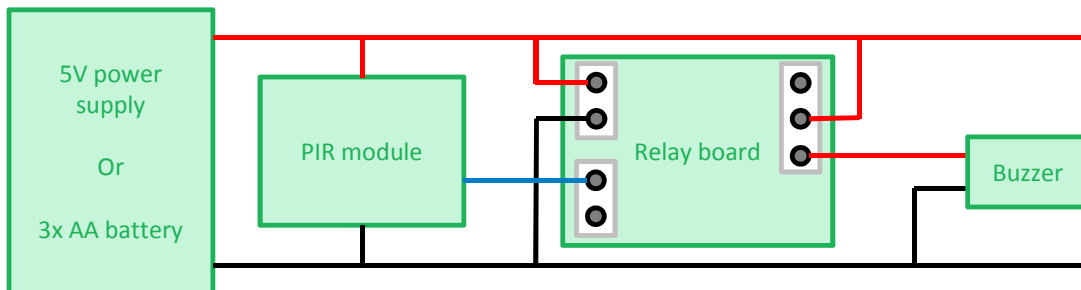 5V power
supply
Or
3x AA battery
PIR module
Relay board
Buzzer